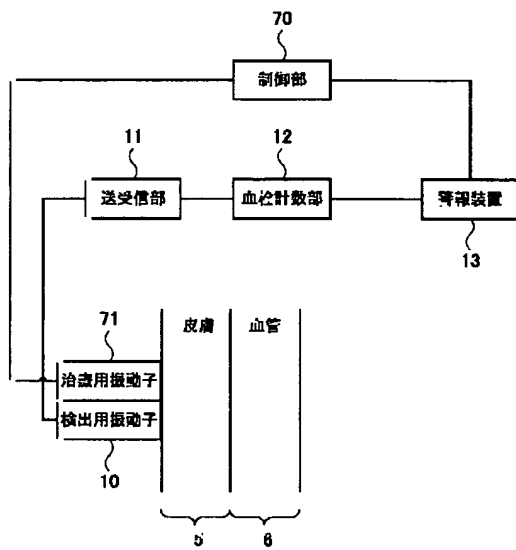 70
制御部
11
12
送受信部
血栓計数部
警報装置
13
71
皮膚
血管
治療用振動子
検出用振動子
10
5
6